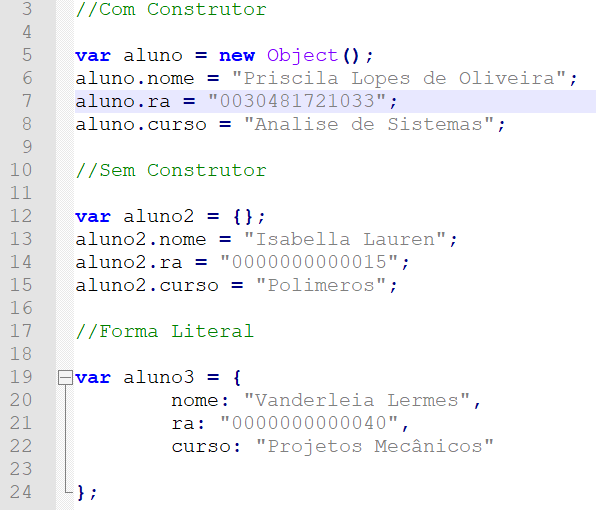 3 //Com Construtor
4
5 var aluno = new Object();
6 aluno.nome = "Priscila Lopes de Oliveira";
7 aluno.ra = "0030481721033";
8 aluno.curso = "Analise de Sistemas";
9
10 //Sem Construtor
11
12 var aluno2 = {};
13 aluno2.nome = "Isabella Lauren";
14 aluno2.ra = "0000000000015";
15 aluno2.curso = "Polimeros";
16
17 //Forma Literal
18
19 var aluno3 = {
20 nome: "Vanderleia Lermes",
21 ra: "0000000000040",
22 curso: "Projetos Mecânicos"
23
24 };